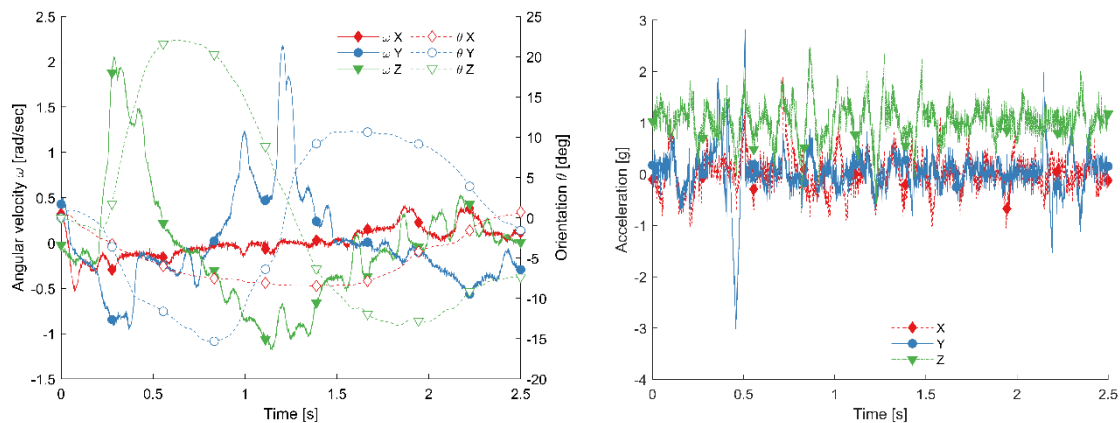 2.5
2
1.5
1
0.5
0
-0.5
-1
-1.5
Angular velocity ω [rad/sec]
ω X
ω Y
ω Z
θ X
θ Y
θ Z
25
20
15
10
5
0
-5
-10
-15
-20
Orientation θ [deg]
0 0.5 1 1.5 2 2.5
Time [s]
3
2
1
0
-1
-2
-3
-4
Acceleration [g]
X
Y
Z
0 0.5 1 1.5 2 2.5
Time [s]